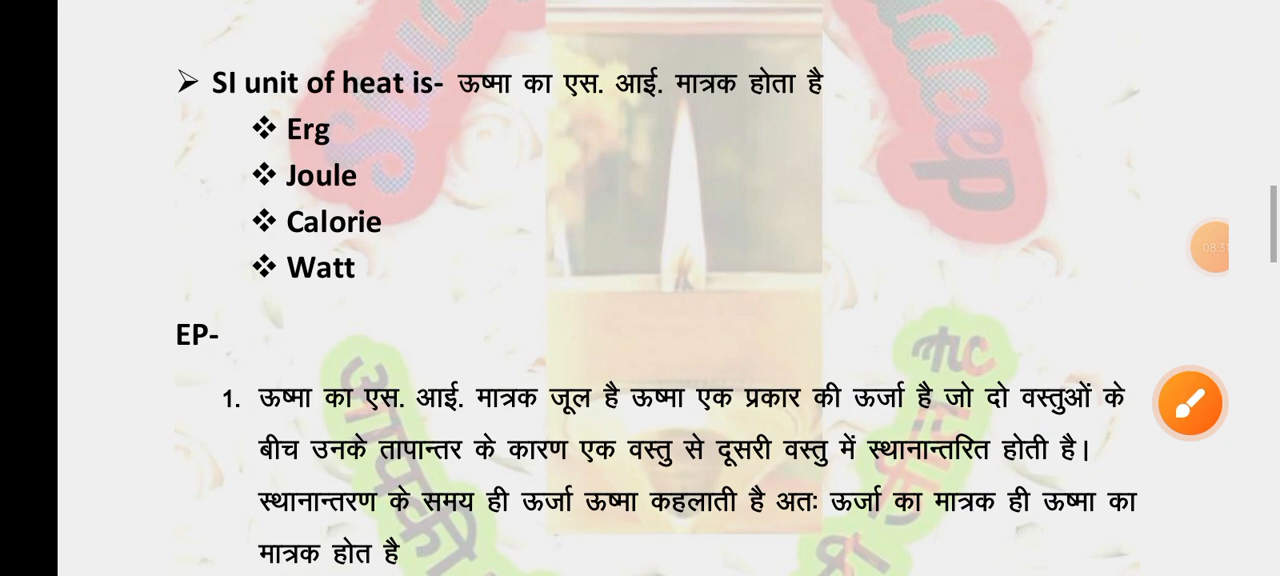 ➢ SI unit of heat is- ऊष्मा का एस. आई. मात्रक होता है
❖ Erg
❖ Joule
❖ Calorie
❖ Watt
EP-
1. ऊष्मा का एस. आई. मात्रक जूल है ऊष्मा एक प्रकार की ऊर्जा है जो दो वस्तुओं के
बीच उनके तापान्तर के कारण एक वस्तु से दूसरी वस्तु में स्थानान्तरित होती है।
स्थानान्तरण के समय ही ऊर्जा ऊष्मा कहलाती है अतः ऊर्जा का मात्रक ही ऊष्मा का
मात्रक होत है
आपकी